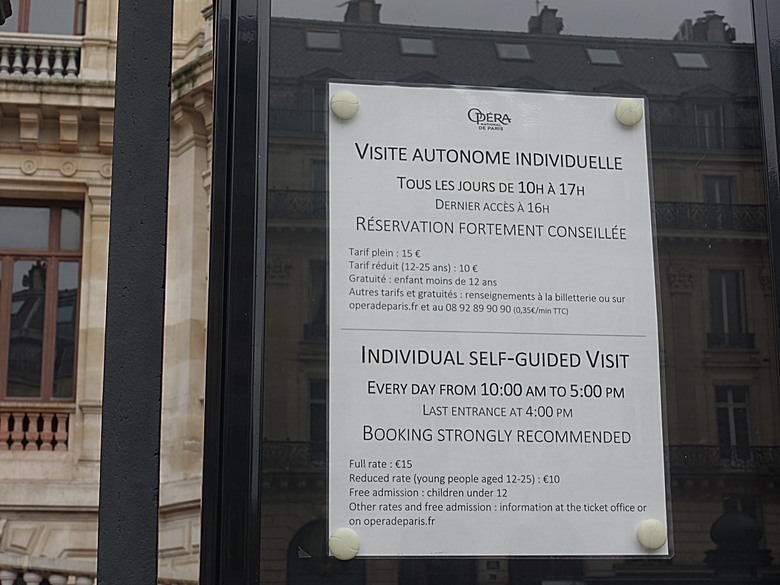 OPÉRA
NATIONAL
DE PARIS
VISITE AUTONOME INDIVIDUELLE
TOUS LES JOURS DE 10H À 17H
DERNIER ACCÈS À 16H
RÉSERVATION FORTEMENT CONSEILLÉE
Tarif plein : 15 €
Tarif réduit (12-25 ans) : 10 €
Gratuité : enfant moins de 12 ans
Autres tarifs et gratuités : renseignements à la billetterie ou sur
operadeparis.fr et au 08 92 89 90 90 (0,35€/min TTC)
INDIVIDUAL SELF-GUIDED VISIT
EVERY DAY FROM 10:00 AM TO 5:00 PM
LAST ENTRANCE AT 4:00 PM
BOOKING STRONGLY RECOMMENDED
Full rate : €15
Reduced rate (young people aged 12-25) : €10
Free admission : children under 12
Other rates and free admission : information at the ticket office or
on operadeparis.fr